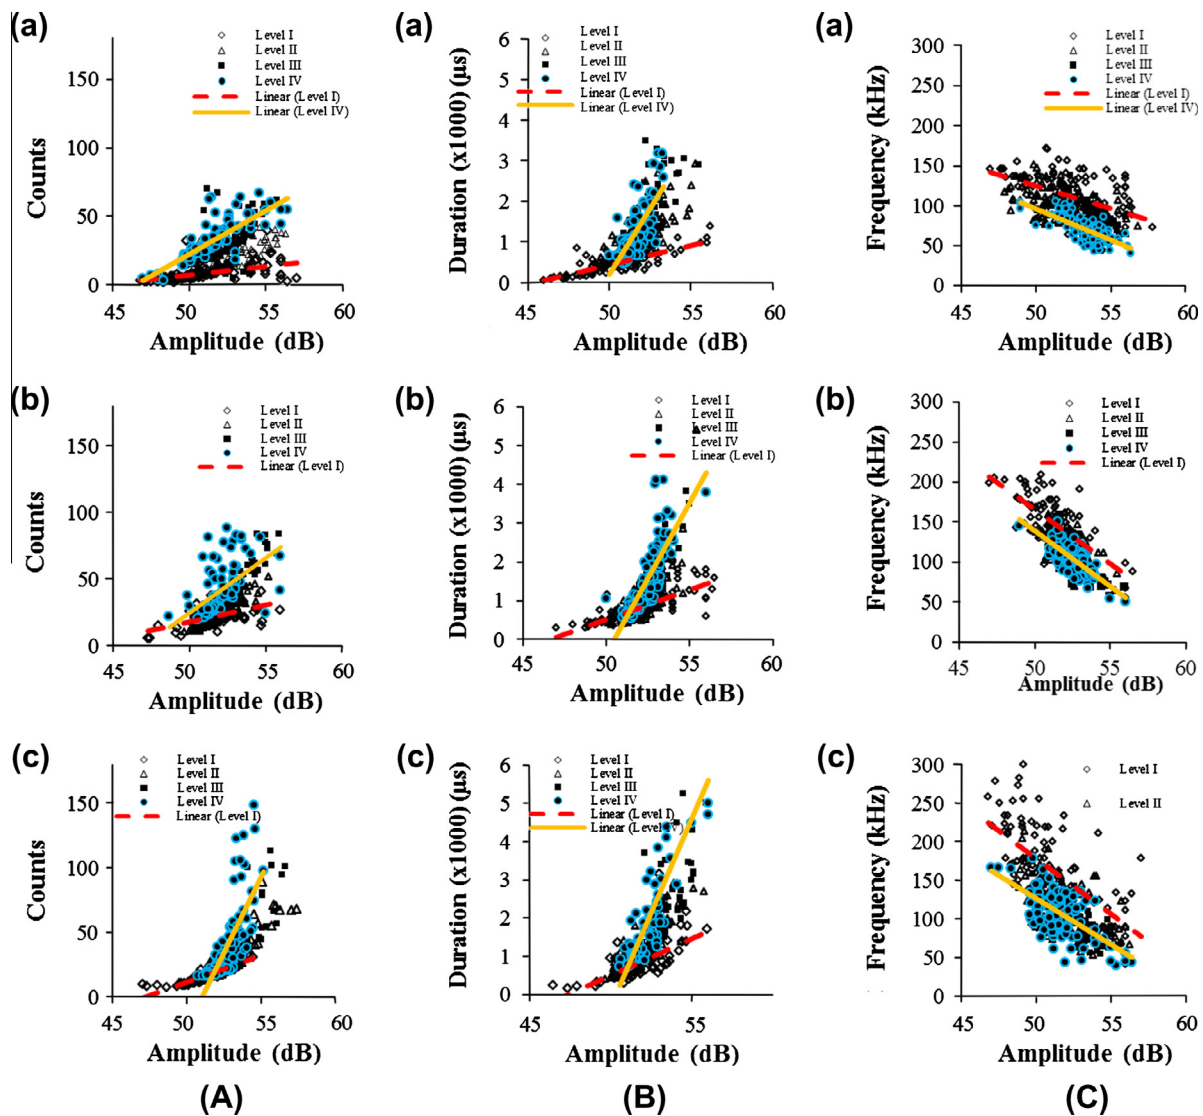 (a)
Counts
150
100
50
0
45
50
55
60
Amplitude (dB)
Level I
Level II
Level III
Level IV
Linear (Level I)
Linear (Level IV)
(a)
Duration (x1000) (µs)
6
5
4
3
2
1
0
45
50
55
60
Amplitude (dB)
Level I
Level II
Level III
Level IV
Linear (Level I)
Linear (Level IV)
(a)
Frequency (kHz)
300
250
200
150
100
50
0
45
50
55
60
Amplitude (dB)
Level I
Level II
Level III
Level IV
Linear (Level I)
Linear (Level IV)
(b)
Counts
150
100
50
0
45
50
55
60
Amplitude (dB)
Level I
Level II
Level III
Level IV
Linear (Level I)
(b)
Duration (x1000) (µs)
6
5
4
3
2
1
0
45
50
55
60
Amplitude (dB)
Level I
Level II
Level III
Level IV
Linear (Level I)
(b)
Frequency (kHz)
300
250
200
150
100
50
0
45
50
55
60
Amplitude (dB)
Level I
Level II
Level III
Level IV
Linear (Level I)
(c)
Counts
150
100
50
0
45
50
55
60
Amplitude (dB)
Level I
Level II
Level III
Level IV
Linear (Level I)
(c)
Duration (x1000) (µs)
6
5
4
3
2
1
0
45
50
55
Amplitude (dB)
Level I
Level II
Level III
Level IV
Linear (Level I)
Linear (Level IV)
(c)
Frequency (kHz)
300
250
200
150
100
50
0
45
50
55
60
Amplitude (dB)
Level I
Level II
(A)
(B)
(C)